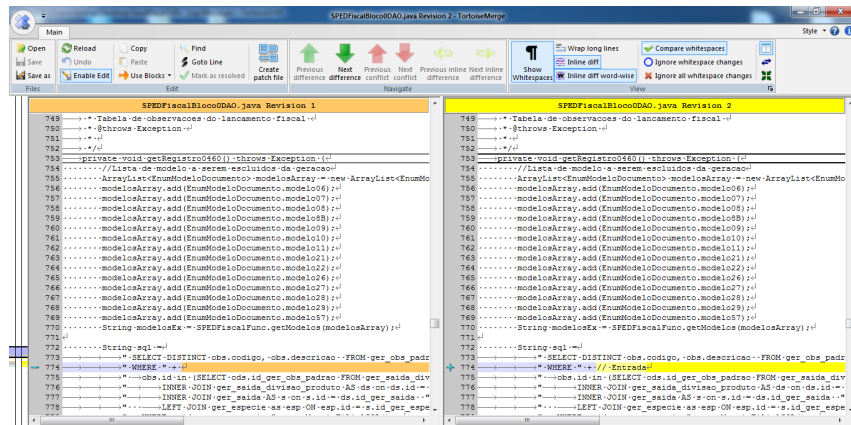 SPEDFiscalBloco0DAO.java Revision 2 - TortoiseMerge
Main
Style
Open
Save
Save as
Files
Reload
Undo
Enable Edit
Copy
Paste
Use Blocks
Find
Goto Line
Mark as resolved
Create patch file
Edit
Previous difference
Next difference
Previous conflict
Next conflict
Previous inline difference
Next inline difference
Navigate
Show Whitespaces
Wrap long lines
Inline diff
Inline diff word-wise
Compare whitespaces
Ignore whitespace changes
Ignore all whitespace changes
View
SPEDFiscalBloco0DAO.java Revision 1
749 * Tabela de observacoes do lancamento fiscal
750 * @throws Exception
751 *
752 */
753 private void getRegistro0460() throws Exception {
754 //Lista de modelo a serem escluidos da geracao
755 ArrayList<EnumModeloDocumento> modelosArray = new ArrayList<EnumMo
756 modelosArray.add(EnumModeloDocumento.modelo06);
757 modelosArray.add(EnumModeloDocumento.modelo07);
758 modelosArray.add(EnumModeloDocumento.modelo08);
759 modelosArray.add(EnumModeloDocumento.modelo8B);
760 modelosArray.add(EnumModeloDocumento.modelo09);
761 modelosArray.add(EnumModeloDocumento.modelo10);
762 modelosArray.add(EnumModeloDocumento.modelo11);
763 modelosArray.add(EnumModeloDocumento.modelo21);
764 modelosArray.add(EnumModeloDocumento.modelo22);
765 modelosArray.add(EnumModeloDocumento.modelo26);
766 modelosArray.add(EnumModeloDocumento.modelo27);
767 modelosArray.add(EnumModeloDocumento.modelo28);
768 modelosArray.add(EnumModeloDocumento.modelo29);
769 modelosArray.add(EnumModeloDocumento.modelo57);
770 String modelosEx = SPEDFiscalFunc.getModelos(modelosArray);
771
772 String sql =
773 " SELECT DISTINCT obs.codigo, obs.descricao FROM ger_obs_padr
774 " WHERE " +
775 " obs.id in (SELECT ods.id_ger_obs_padrao FROM ger_saida_div
776 " INNER JOIN ger_saida_divisao_produto AS ds on ds.id =
777 " INNER JOIN ger_saida AS s on s.id = ds.id_ger_saida "
778 " LEFT JOIN ger_especie as esp ON esp.id = s.id_ger_espe
SPEDFiscalBloco0DAO.java Revision 2
749 * Tabela de observacoes do lancamento fiscal
750 * @throws Exception
751 *
752 */
753 private void getRegistro0460() throws Exception {
754 //Lista de modelo a serem escluidos da geracao
755 ArrayList<EnumModeloDocumento> modelosArray = new ArrayList<EnumMo
756 modelosArray.add(EnumModeloDocumento.modelo06);
757 modelosArray.add(EnumModeloDocumento.modelo07);
758 modelosArray.add(EnumModeloDocumento.modelo08);
759 modelosArray.add(EnumModeloDocumento.modelo8B);
760 modelosArray.add(EnumModeloDocumento.modelo09);
761 modelosArray.add(EnumModeloDocumento.modelo10);
762 modelosArray.add(EnumModeloDocumento.modelo11);
763 modelosArray.add(EnumModeloDocumento.modelo21);
764 modelosArray.add(EnumModeloDocumento.modelo22);
765 modelosArray.add(EnumModeloDocumento.modelo26);
766 modelosArray.add(EnumModeloDocumento.modelo27);
767 modelosArray.add(EnumModeloDocumento.modelo28);
768 modelosArray.add(EnumModeloDocumento.modelo29);
769 modelosArray.add(EnumModeloDocumento.modelo57);
770 String modelosEx = SPEDFiscalFunc.getModelos(modelosArray);
771
772 String sql =
773 " SELECT DISTINCT obs.codigo, obs.descricao FROM ger_obs_padr
774 " WHERE " + // Entrada
775 " obs.id in (SELECT ods.id_ger_obs_padrao FROM ger_saida_div
776 " INNER JOIN ger_saida_divisao_produto AS ds on ds.id =
777 " INNER JOIN ger_saida AS s on s.id = ds.id_ger_saida "
778 " LEFT JOIN ger_especie as esp ON esp.id = s.id_ger_espe